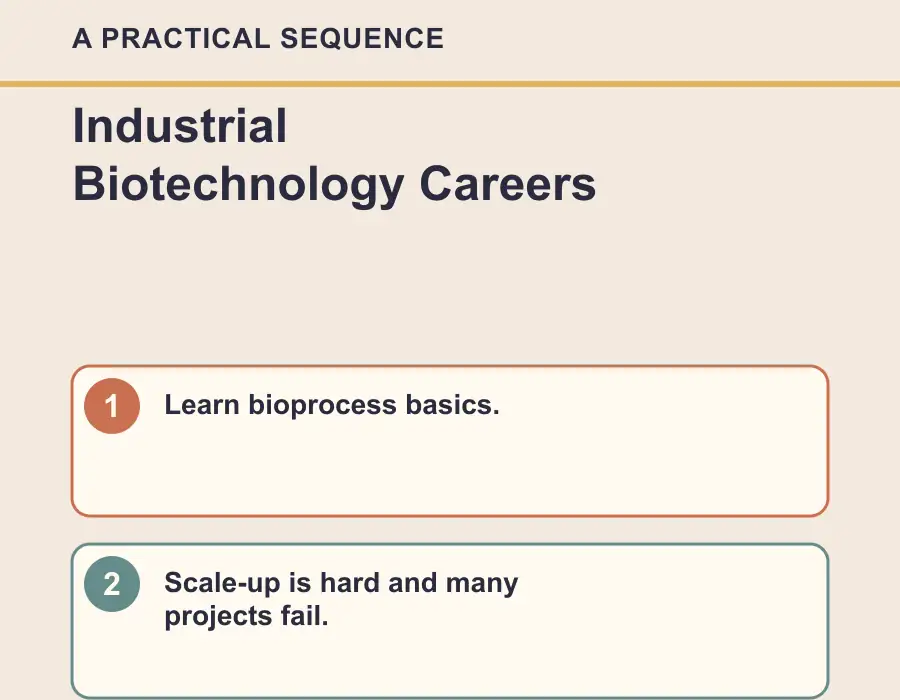 A PRACTICAL SEQUENCE
Industrial
Biotechnology Careers
1
Learn bioprocess basics.
2
Scale-up is hard and many
projects fail.